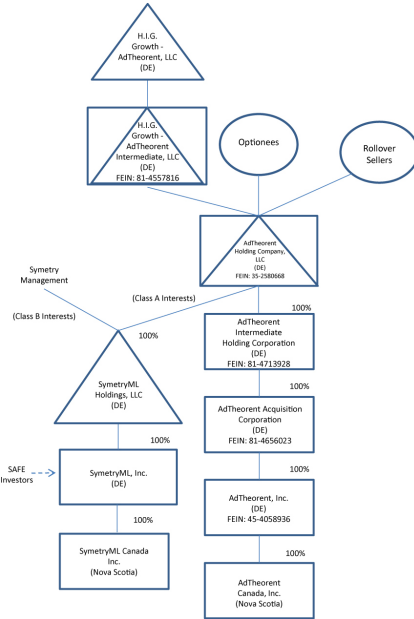 H.I.G.
Growth -
AdTheorent, LLC
(DE)
H.I.G.
Growth -
AdTheorent
Intermediate, LLC
(DE)
FEIN: 81-4557816
Optionees
Rollover
Sellers
AdTheorent
Holding Company,
LLC
(DE)
FEIN: 35-2580668
Symetry
Management
(Class A Interests)
(Class B Interests)
100%
100%
AdTheorent
Intermediate
Holding Corporation
(DE)
FEIN: 81-4713928
SymetryML
Holdings, LLC
(DE)
100%
AdTheorent Acquisition
Corporation
(DE)
FEIN: 81-4656023
100%
100%
SAFE
Investors
SymetryML, Inc.
(DE)
AdTheorent, Inc.
(DE)
FEIN: 45-4058936
100%
100%
SymetryML Canada
Inc.
(Nova Scotia)
AdTheorent
Canada, Inc.
(Nova Scotia)